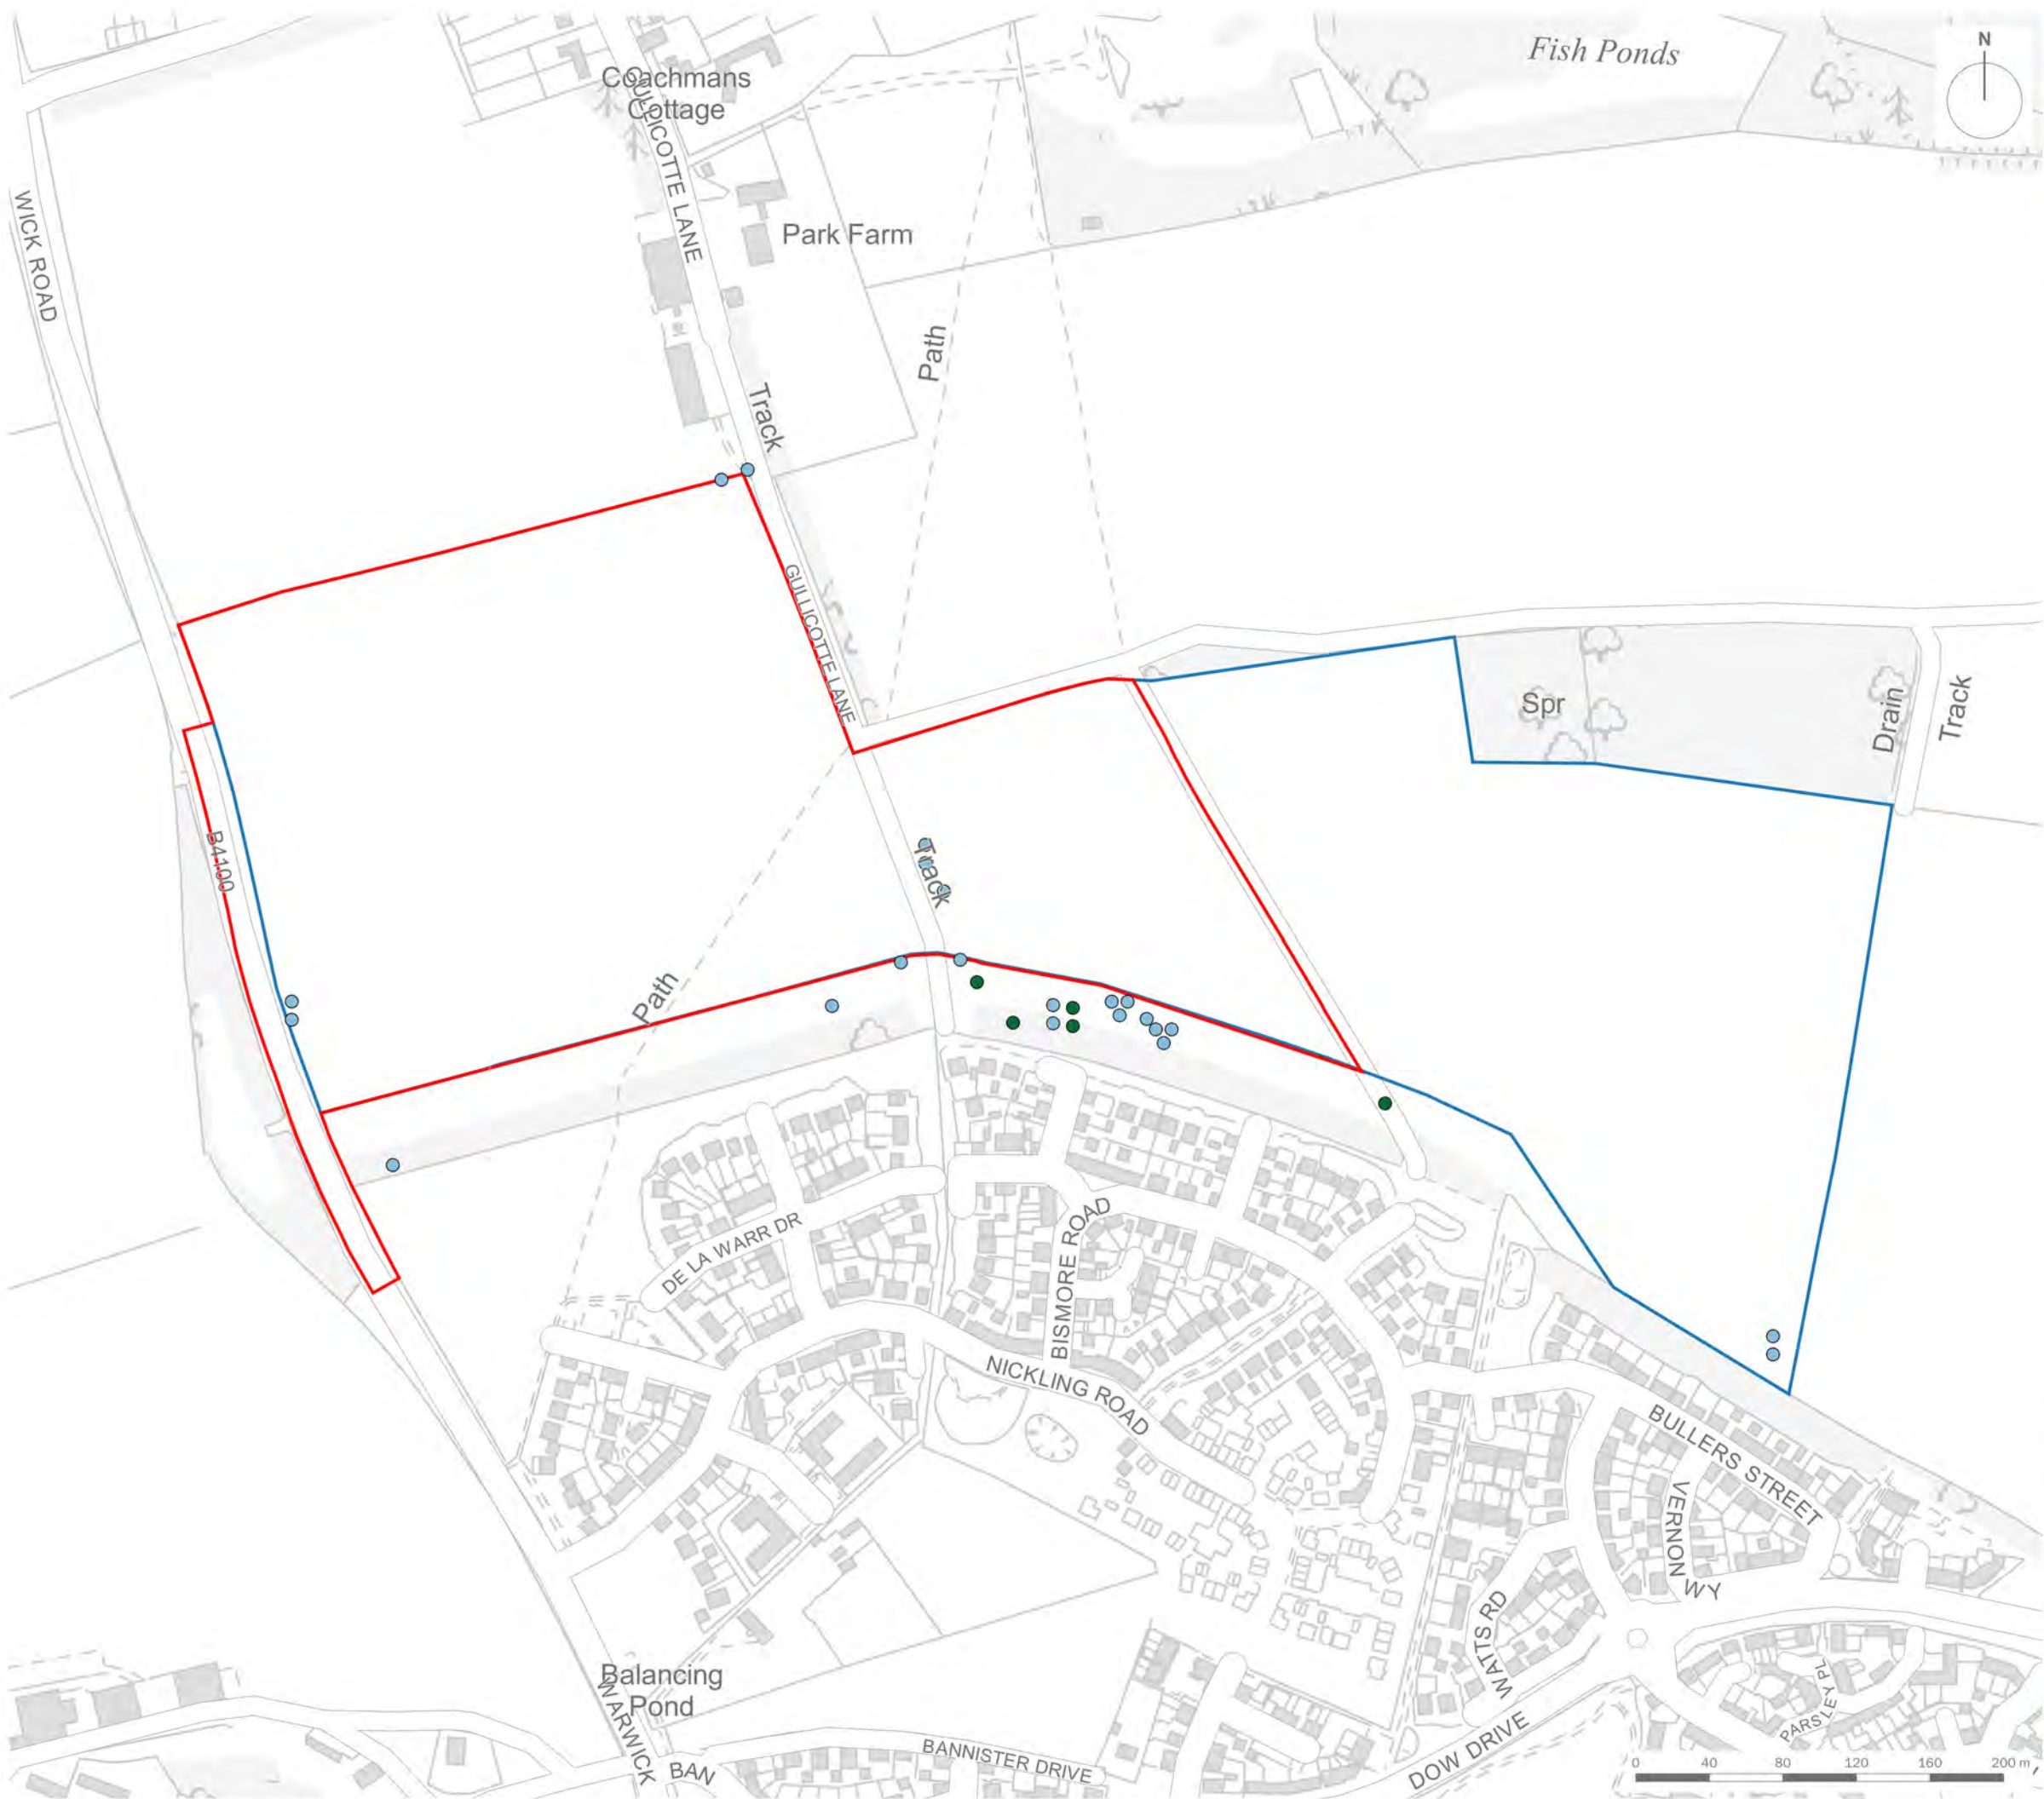 Fish Ponds
N
Coachmans
Cottage
GULLICOTTE LANE
WICK ROAD
Park Farm
Path
Track
GULLICOTTE LANE
Spr
Drain
Track
B4100
Track
Path
DE LA WARR DR
BISMORE ROAD
NICKLING ROAD
BULLERS STREET
VERNON WY
WATTS RD
PARSLEY PL
Balancing
Pond
WARWICK
BAN
BANNISTER DRIVE
DOW DRIVE
0 40 80 120 160 200 m